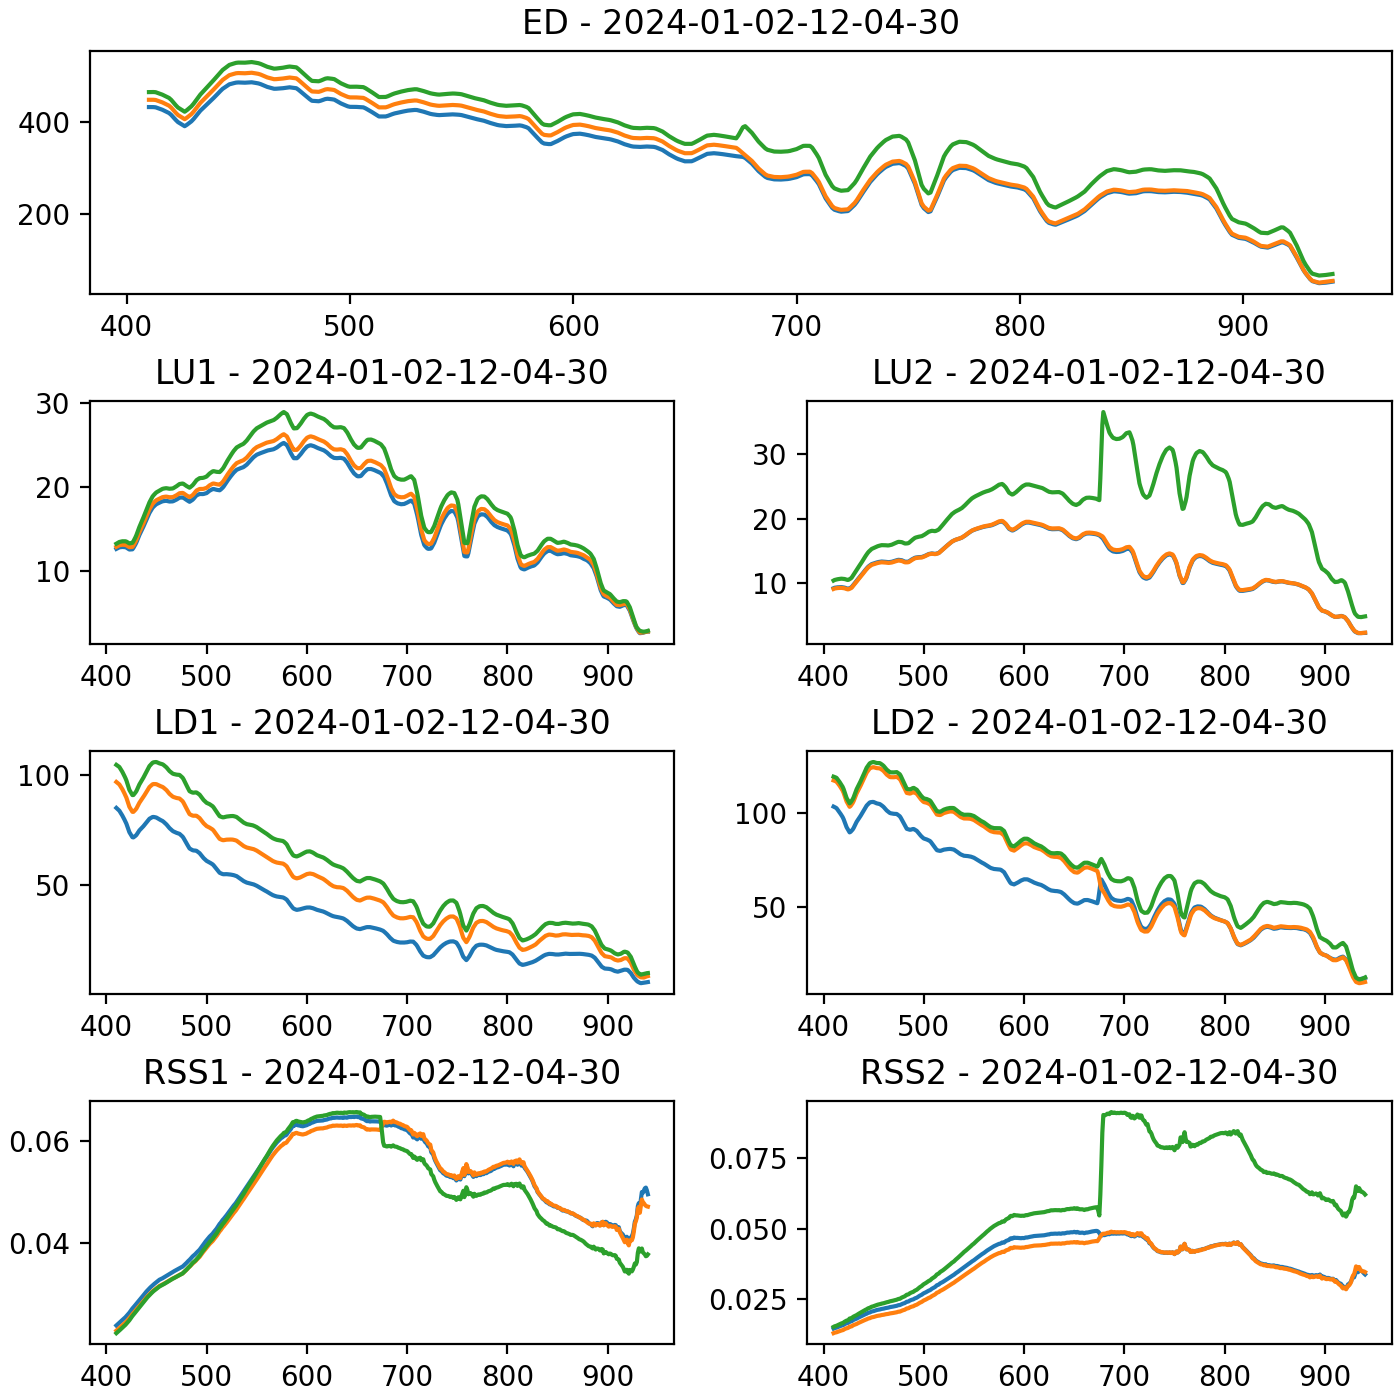 ED - 2024-01-02-12-04-30
400
200
400 500 600 700 800 900
LU1 - 2024-01-02-12-04-30
30
20
10
400 500 600 700 800 900
LU2 - 2024-01-02-12-04-30
30
20
10
400 500 600 700 800 900
LD1 - 2024-01-02-12-04-30
100
50
400 500 600 700 800 900
LD2 - 2024-01-02-12-04-30
100
50
400 500 600 700 800 900
RSS1 - 2024-01-02-12-04-30
0.06
0.04
400 500 600 700 800 900
RSS2 - 2024-01-02-12-04-30
0.075
0.050
0.025
400 500 600 700 800 900